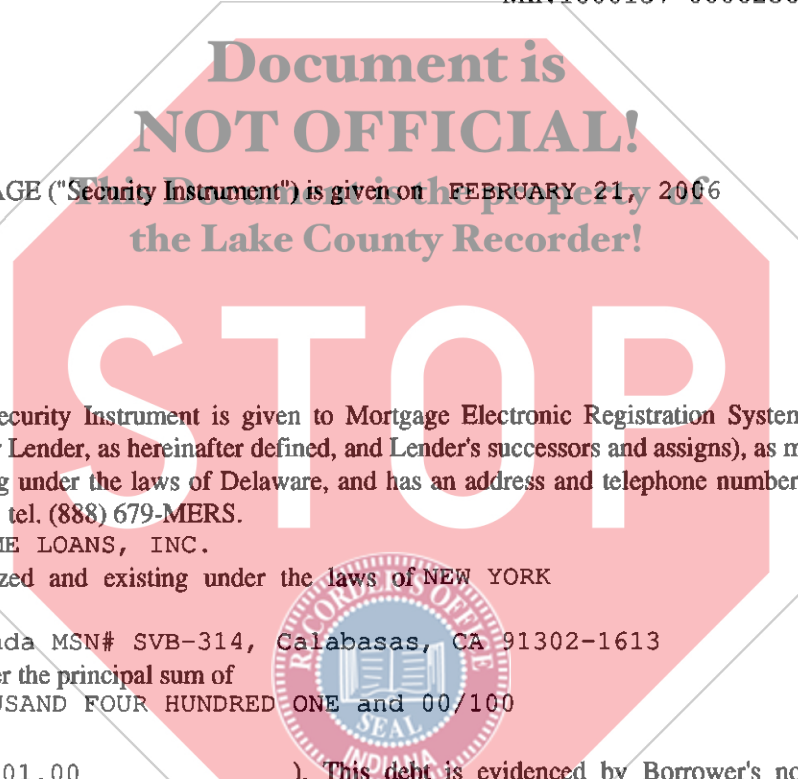 Document is
NOT OFFICIAL!
AGE ("Security Instrument") is given on FEBRUARY 21, 2006
This Document is the property of
the Lake County Recorder!
STOP
ecurity Instrument is given to Mortgage Electronic Registration System
Lender, as hereinafter defined, and Lender's successors and assigns), as m
g under the laws of Delaware, and has an address and telephone number
tel. (888) 679-MERS.
ME LOANS, INC.
zed and existing under the laws of NEW YORK
RECORDER'S OFFICE
nda MSN# SVB-314, Calabasas, CA 91302-1613
er the principal sum of
USAND FOUR HUNDRED ONE and 00/100
SEAL
INDIANA
01.00 ). This debt is evidenced by Borrower's no